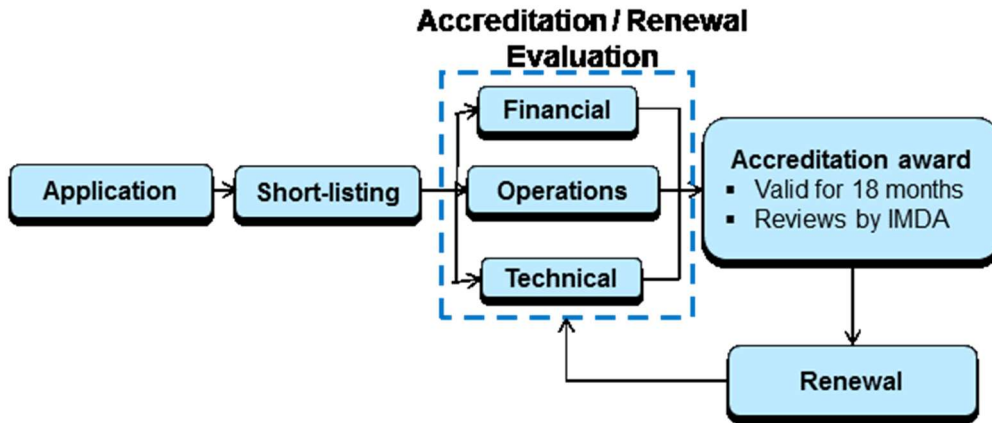 Accreditation / Renewal
Evaluation
Financial
Application
Short-listing
Operations
Technical
Accreditation award
▪ Valid for 18 months
▪ Reviews by IMDA
Renewal